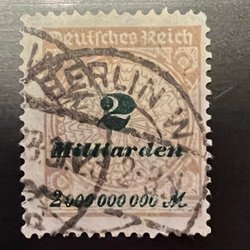 Deutsches Reich
BERLIN W
2
Milliarden
2 000 000 000 M